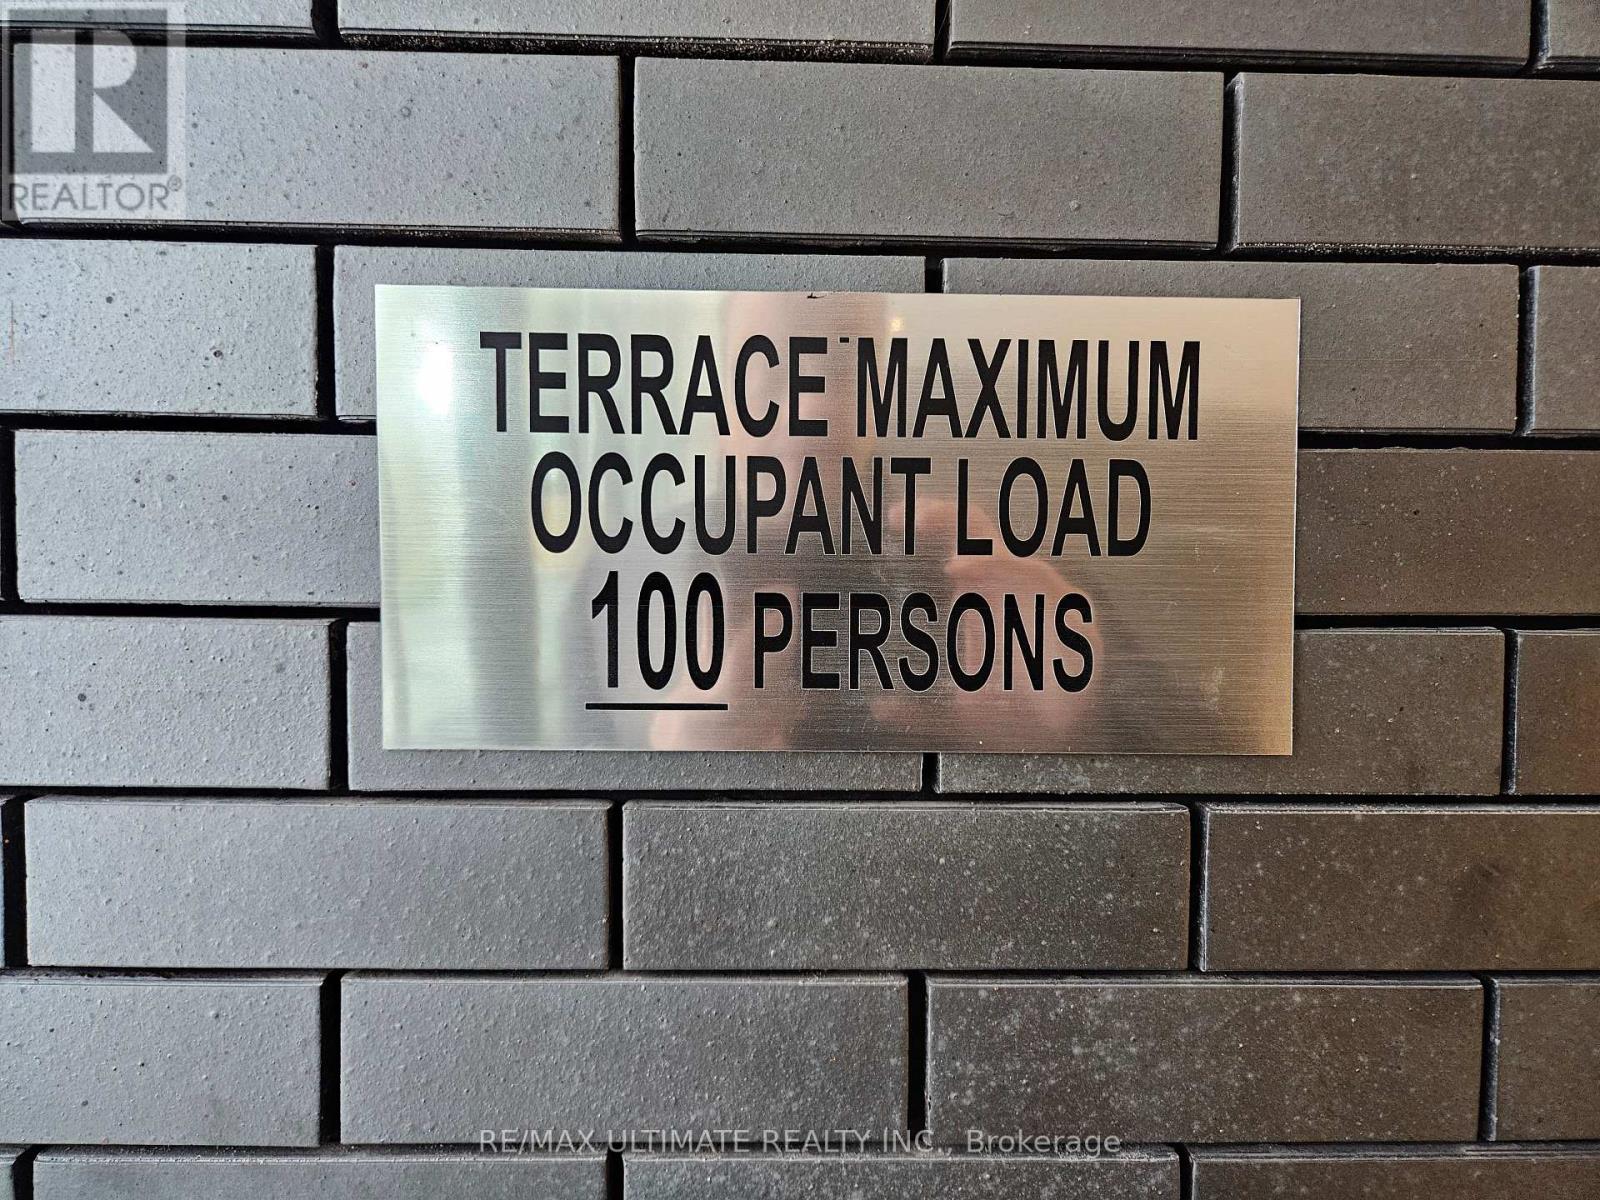 R
REALTOR®
TERRACE MAXIMUM
OCCUPANT LOAD
100 PERSONS
RE/MAX ULTIMATE REALTY INC., Brokerage